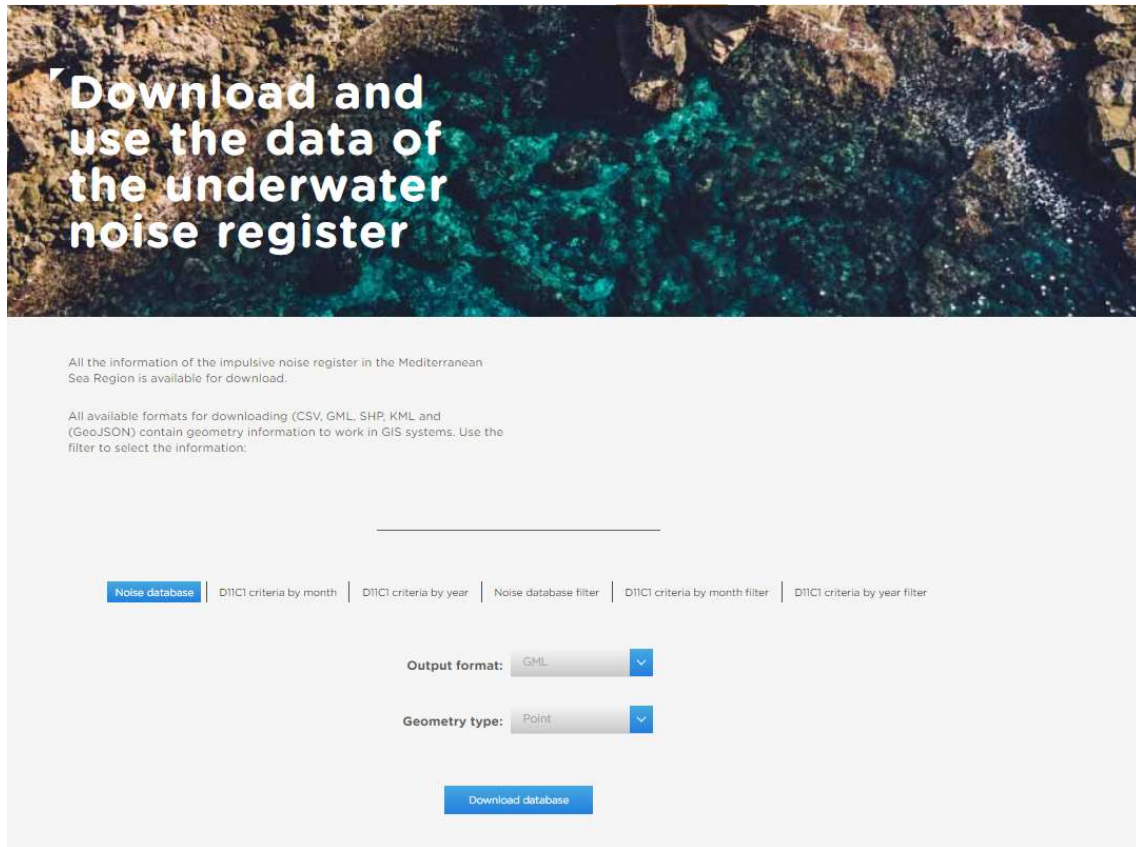 Download and
use the data of
the underwater
noise register
All the information of the impulsive noise register in the Mediterranean
Sea Region is available for download.
All available formats for downloading (CSV, GML, SHP, KML and
(GeoJSON) contain geometry information to work in GIS systems. Use the
filter to select the information:
Noise database D11C1 criteria by month D11C1 criteria by year Noise database filter D11C1 criteria by month filter D11C1 criteria by year filter
Output format: GML
Geometry type: Point
Download database